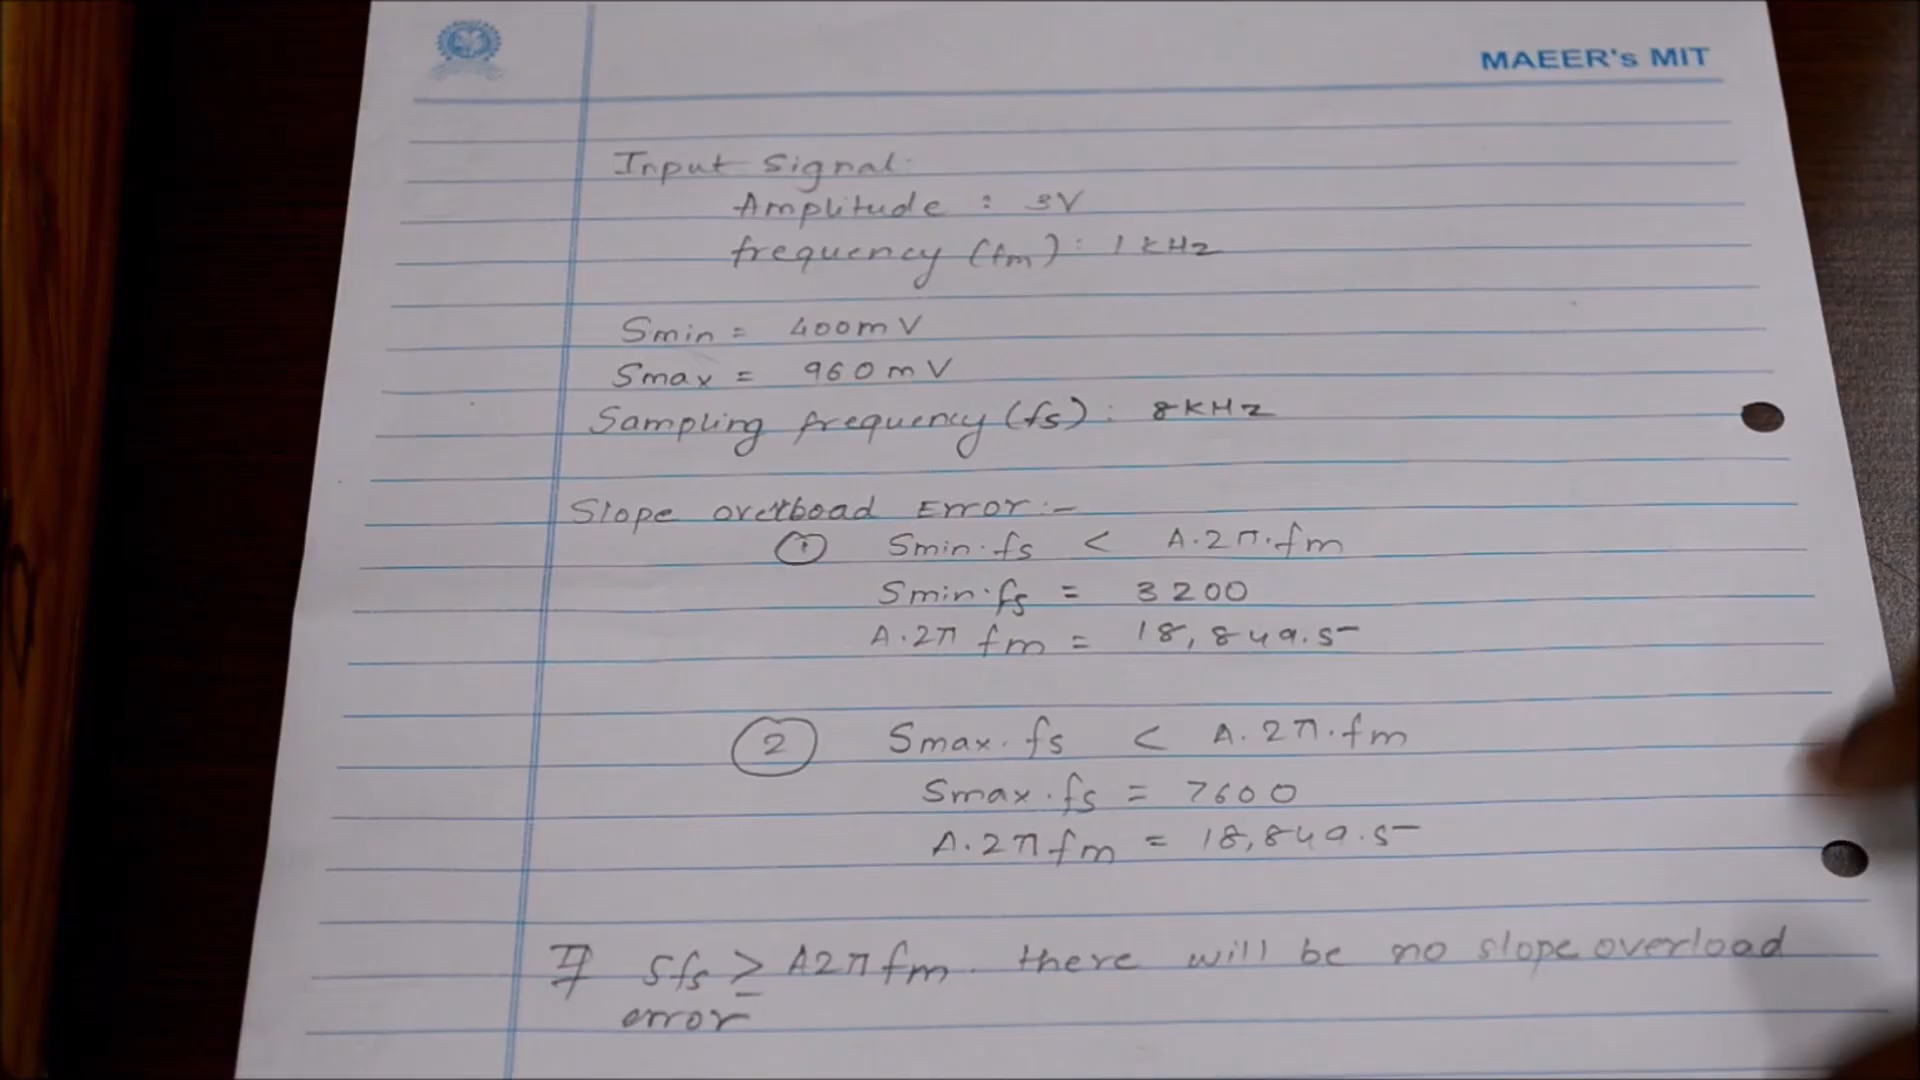 MAEER's MIT
Input Signal.
Amplitude : 3V
frequency (fm) : 1 kHz
Smin = 400mV
Smax = 960mV
Sampling frequency (fs) : 8KHz
Slope overload Error :-
① Smin.fs < A.2π.fm
Smin.fs = 3200
A.2π fm = 18,849.5
② Smax.fs < A.2π.fm
Smax.fs = 7600
A.2π fm = 18,849.5
If Sfs ≥ A2π fm. there will be no slope overload
error